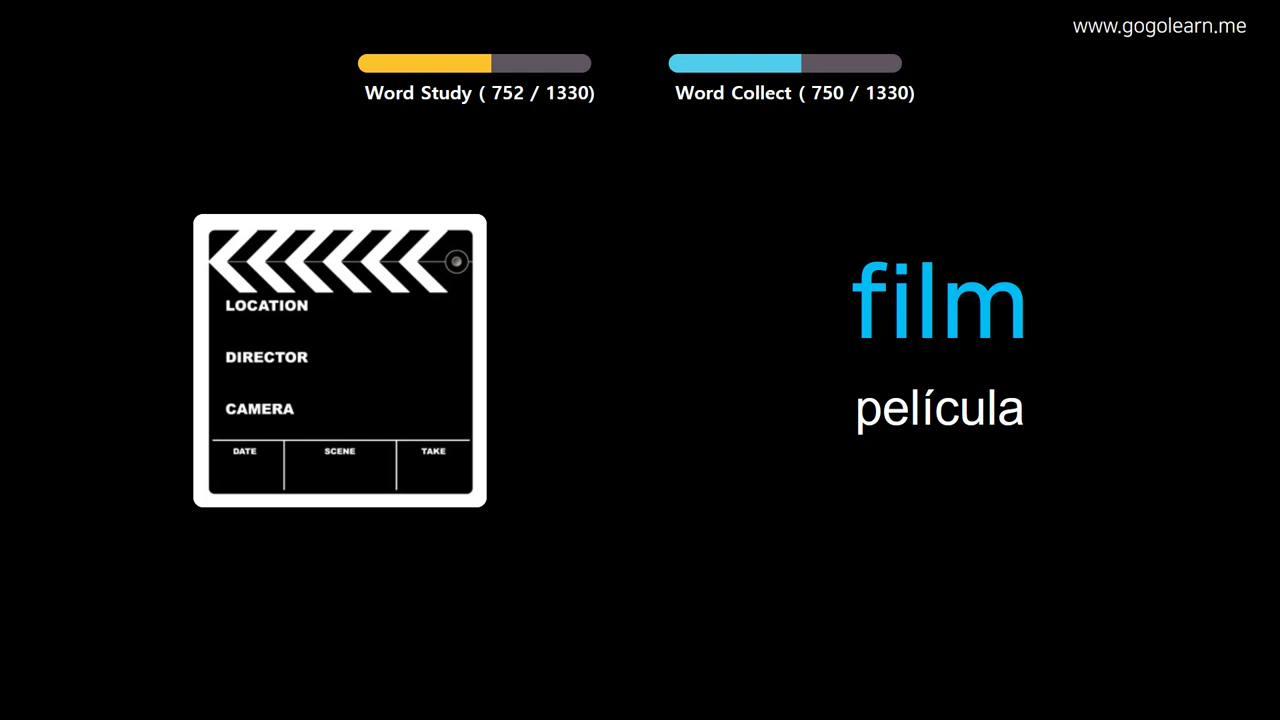 www.gogolearn.me
Word Study ( 752 / 1330)
Word Collect ( 750 / 1330)
LOCATION
DIRECTOR
CAMERA
DATE SCENE TAKE
film
película